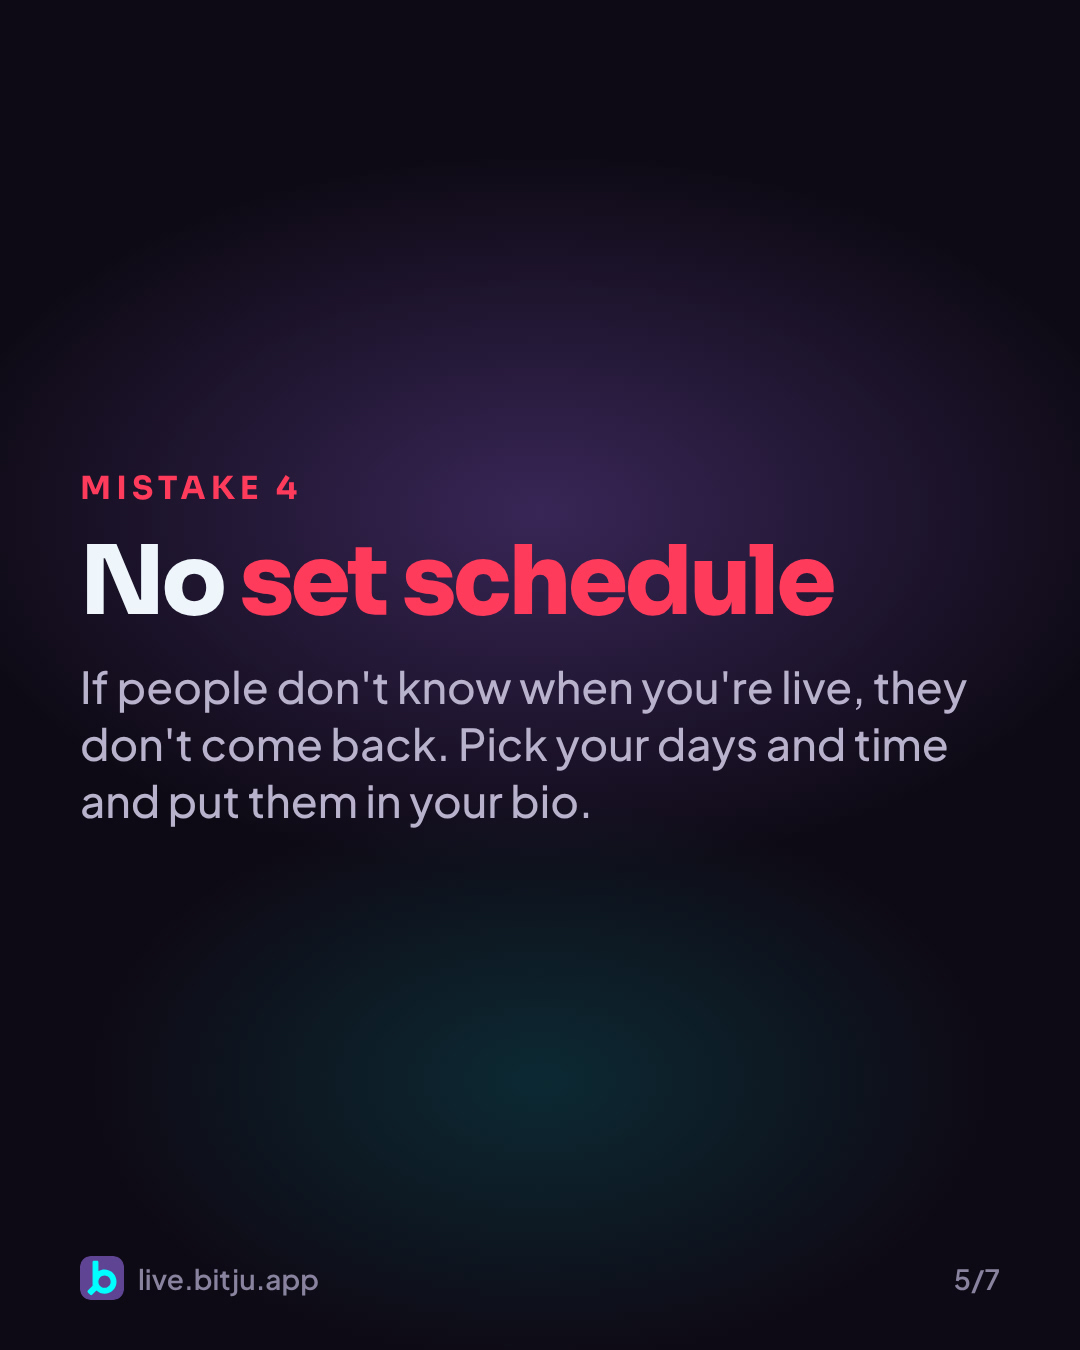 MISTAKE 4
No set schedule
If people don't know when you're live, they
don't come back. Pick your days and time
and put them in your bio.
b live.bitju.app
5/7